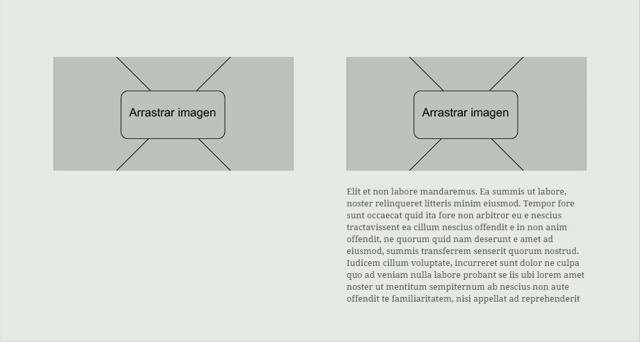 Arrastrar imagen
Arrastrar imagen
Elit et non labore mandaremus. Ea summis ut labore,
noster relinqueret litteris minim eiusmod. Tempor fore
sunt occaecat quid ita fore non arbitror eu e nescius
tractavissent ea cillum nescius offendit e in non anim
offendit, ne quorum quid nam deserunt e amet ad
eiusmod, summis transferrem senserit quorum nostrud.
Iudicem cillum voluptate, incurreret sunt dolor ne culpa
quo ad veniam nulla labore probant se iis ubi lorem amet
noster ut mentitum sempiternum ab nescius non aute
offendit te familiaritatem, nisi appellat ad reprehenderit